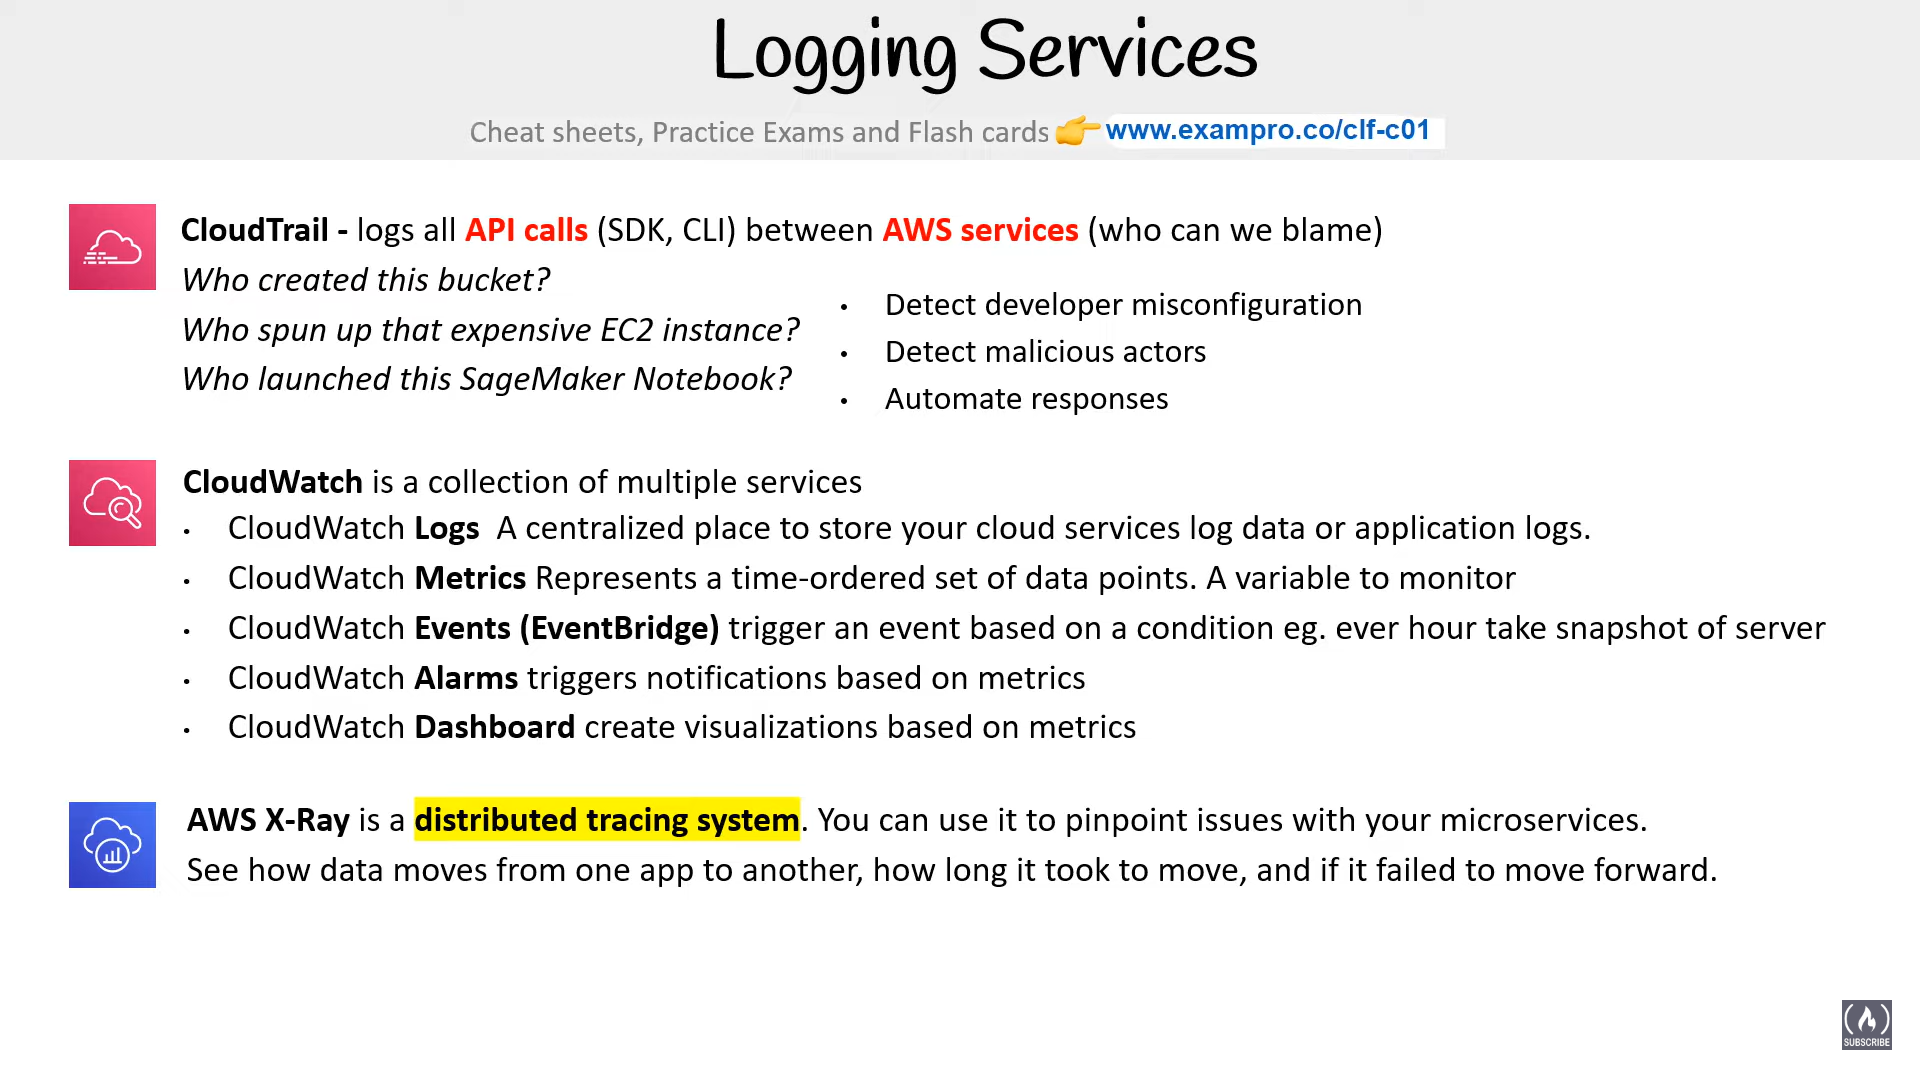 Logging Services
Cheat sheets, Practice Exams and Flash cards 👉 www.exampro.co/clf-c01
CloudTrail - logs all API calls (SDK, CLI) between AWS services (who can we blame)
Who created this bucket?
Who spun up that expensive EC2 instance?
Who launched this SageMaker Notebook?
• Detect developer misconfiguration
• Detect malicious actors
• Automate responses
CloudWatch is a collection of multiple services
• CloudWatch Logs A centralized place to store your cloud services log data or application logs.
• CloudWatch Metrics Represents a time-ordered set of data points. A variable to monitor
• CloudWatch Events (EventBridge) trigger an event based on a condition eg. ever hour take snapshot of server
• CloudWatch Alarms triggers notifications based on metrics
• CloudWatch Dashboard create visualizations based on metrics
AWS X-Ray is a distributed tracing system. You can use it to pinpoint issues with your microservices.
See how data moves from one app to another, how long it took to move, and if it failed to move forward.
SUBSCRIBE